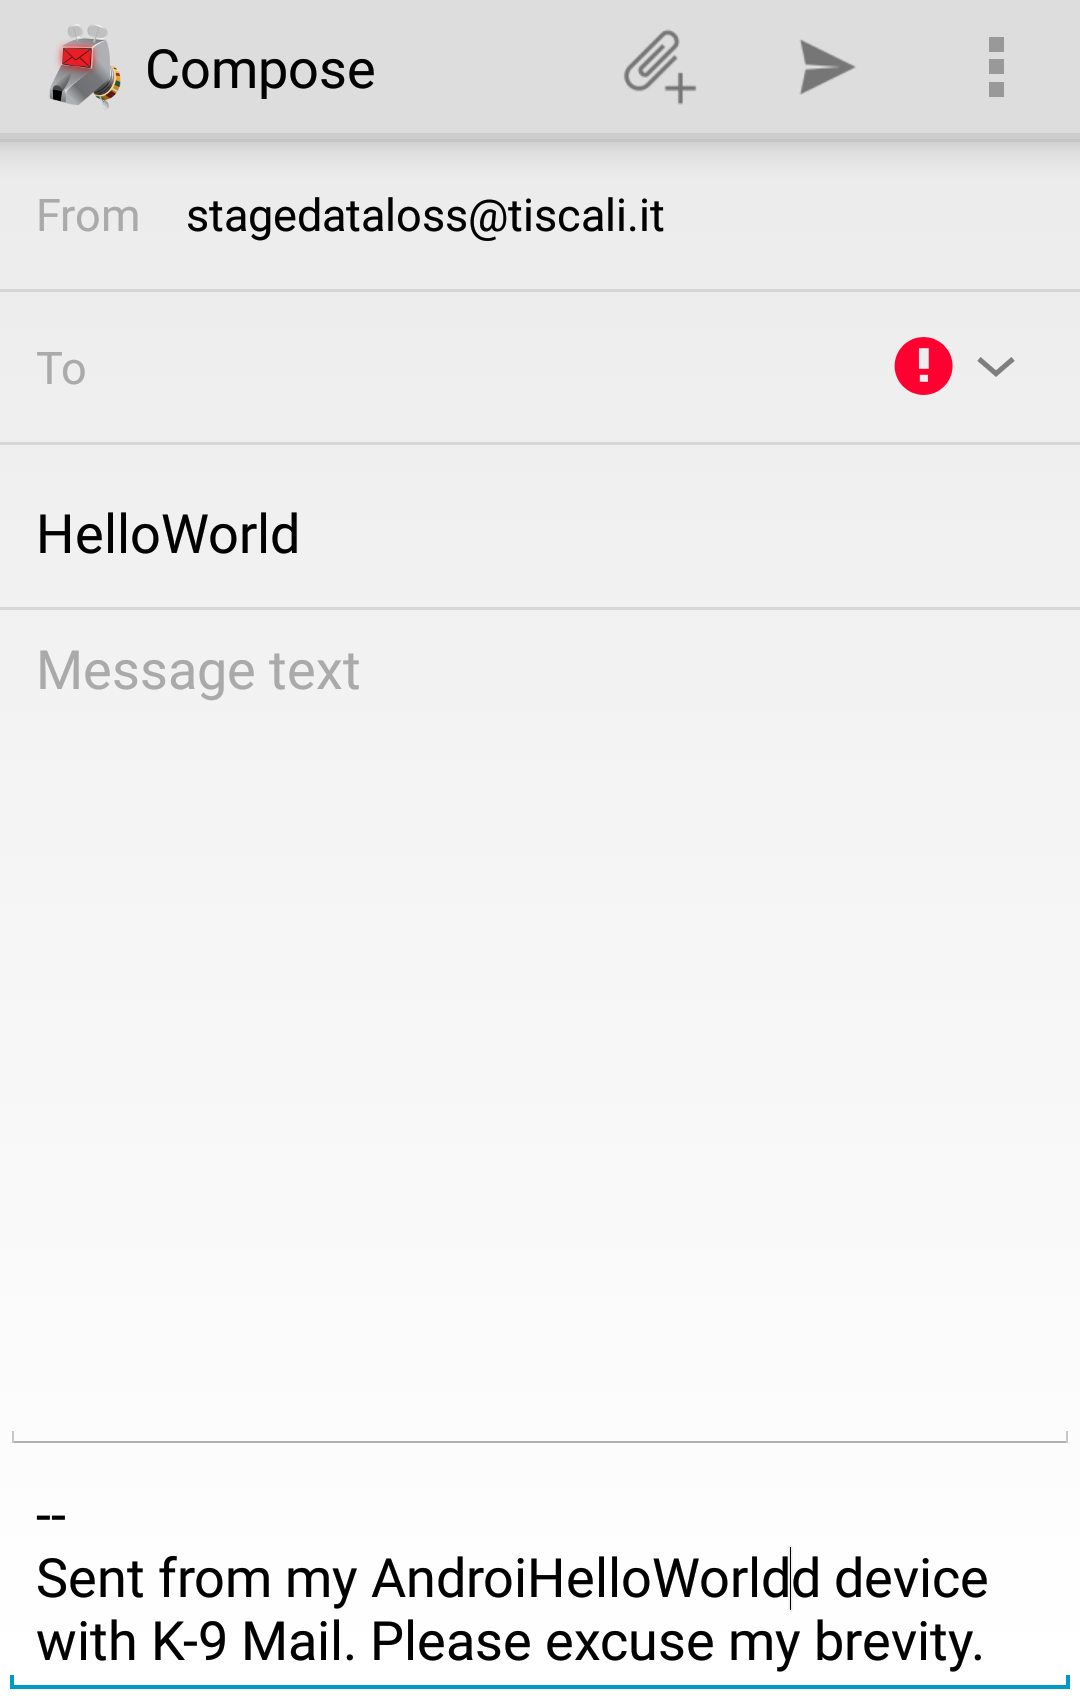 Compose
From stagedataloss@tiscali.it
To
HelloWorld
Message text
--
Sent from my AndroiHelloWorldd device
with K-9 Mail. Please excuse my brevity.